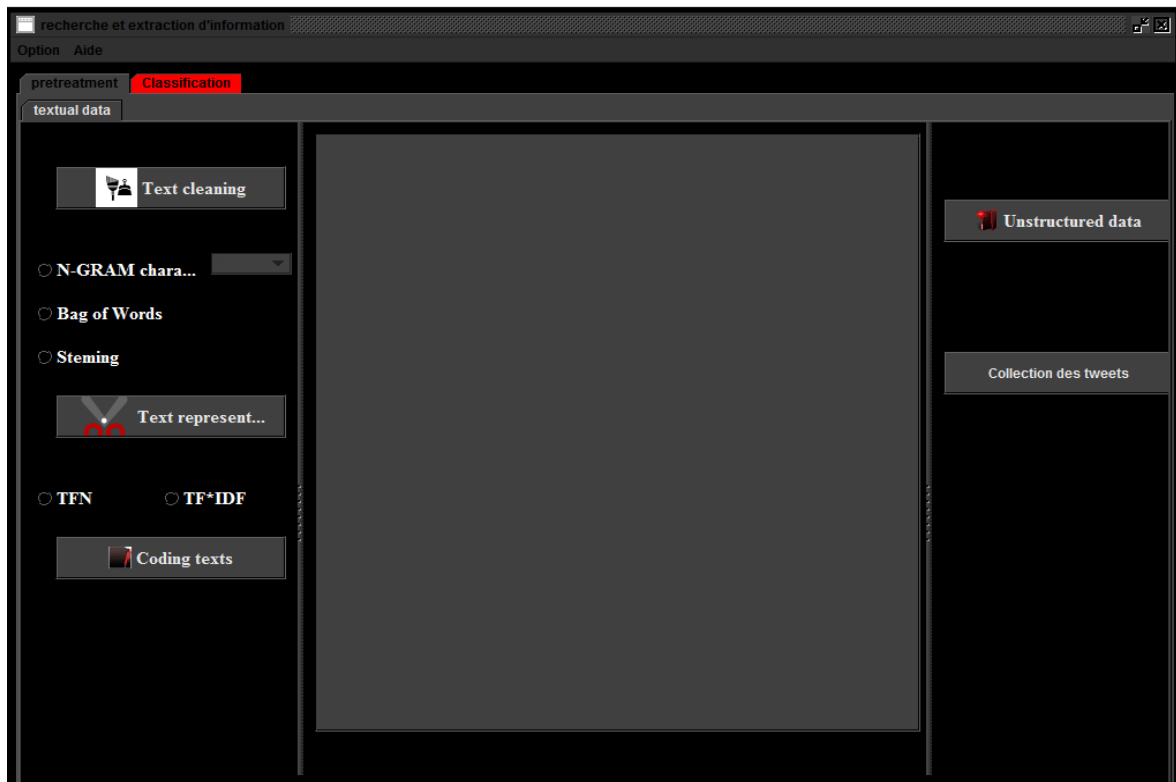 recherche et extraction d'information
Option Aide
pretreatment Classification
textual data
Text cleaning
Unstructured data
N-GRAM chara...
Bag of Words
Steming
Collection des tweets
Text represent...
TFN TF*IDF
Coding texts